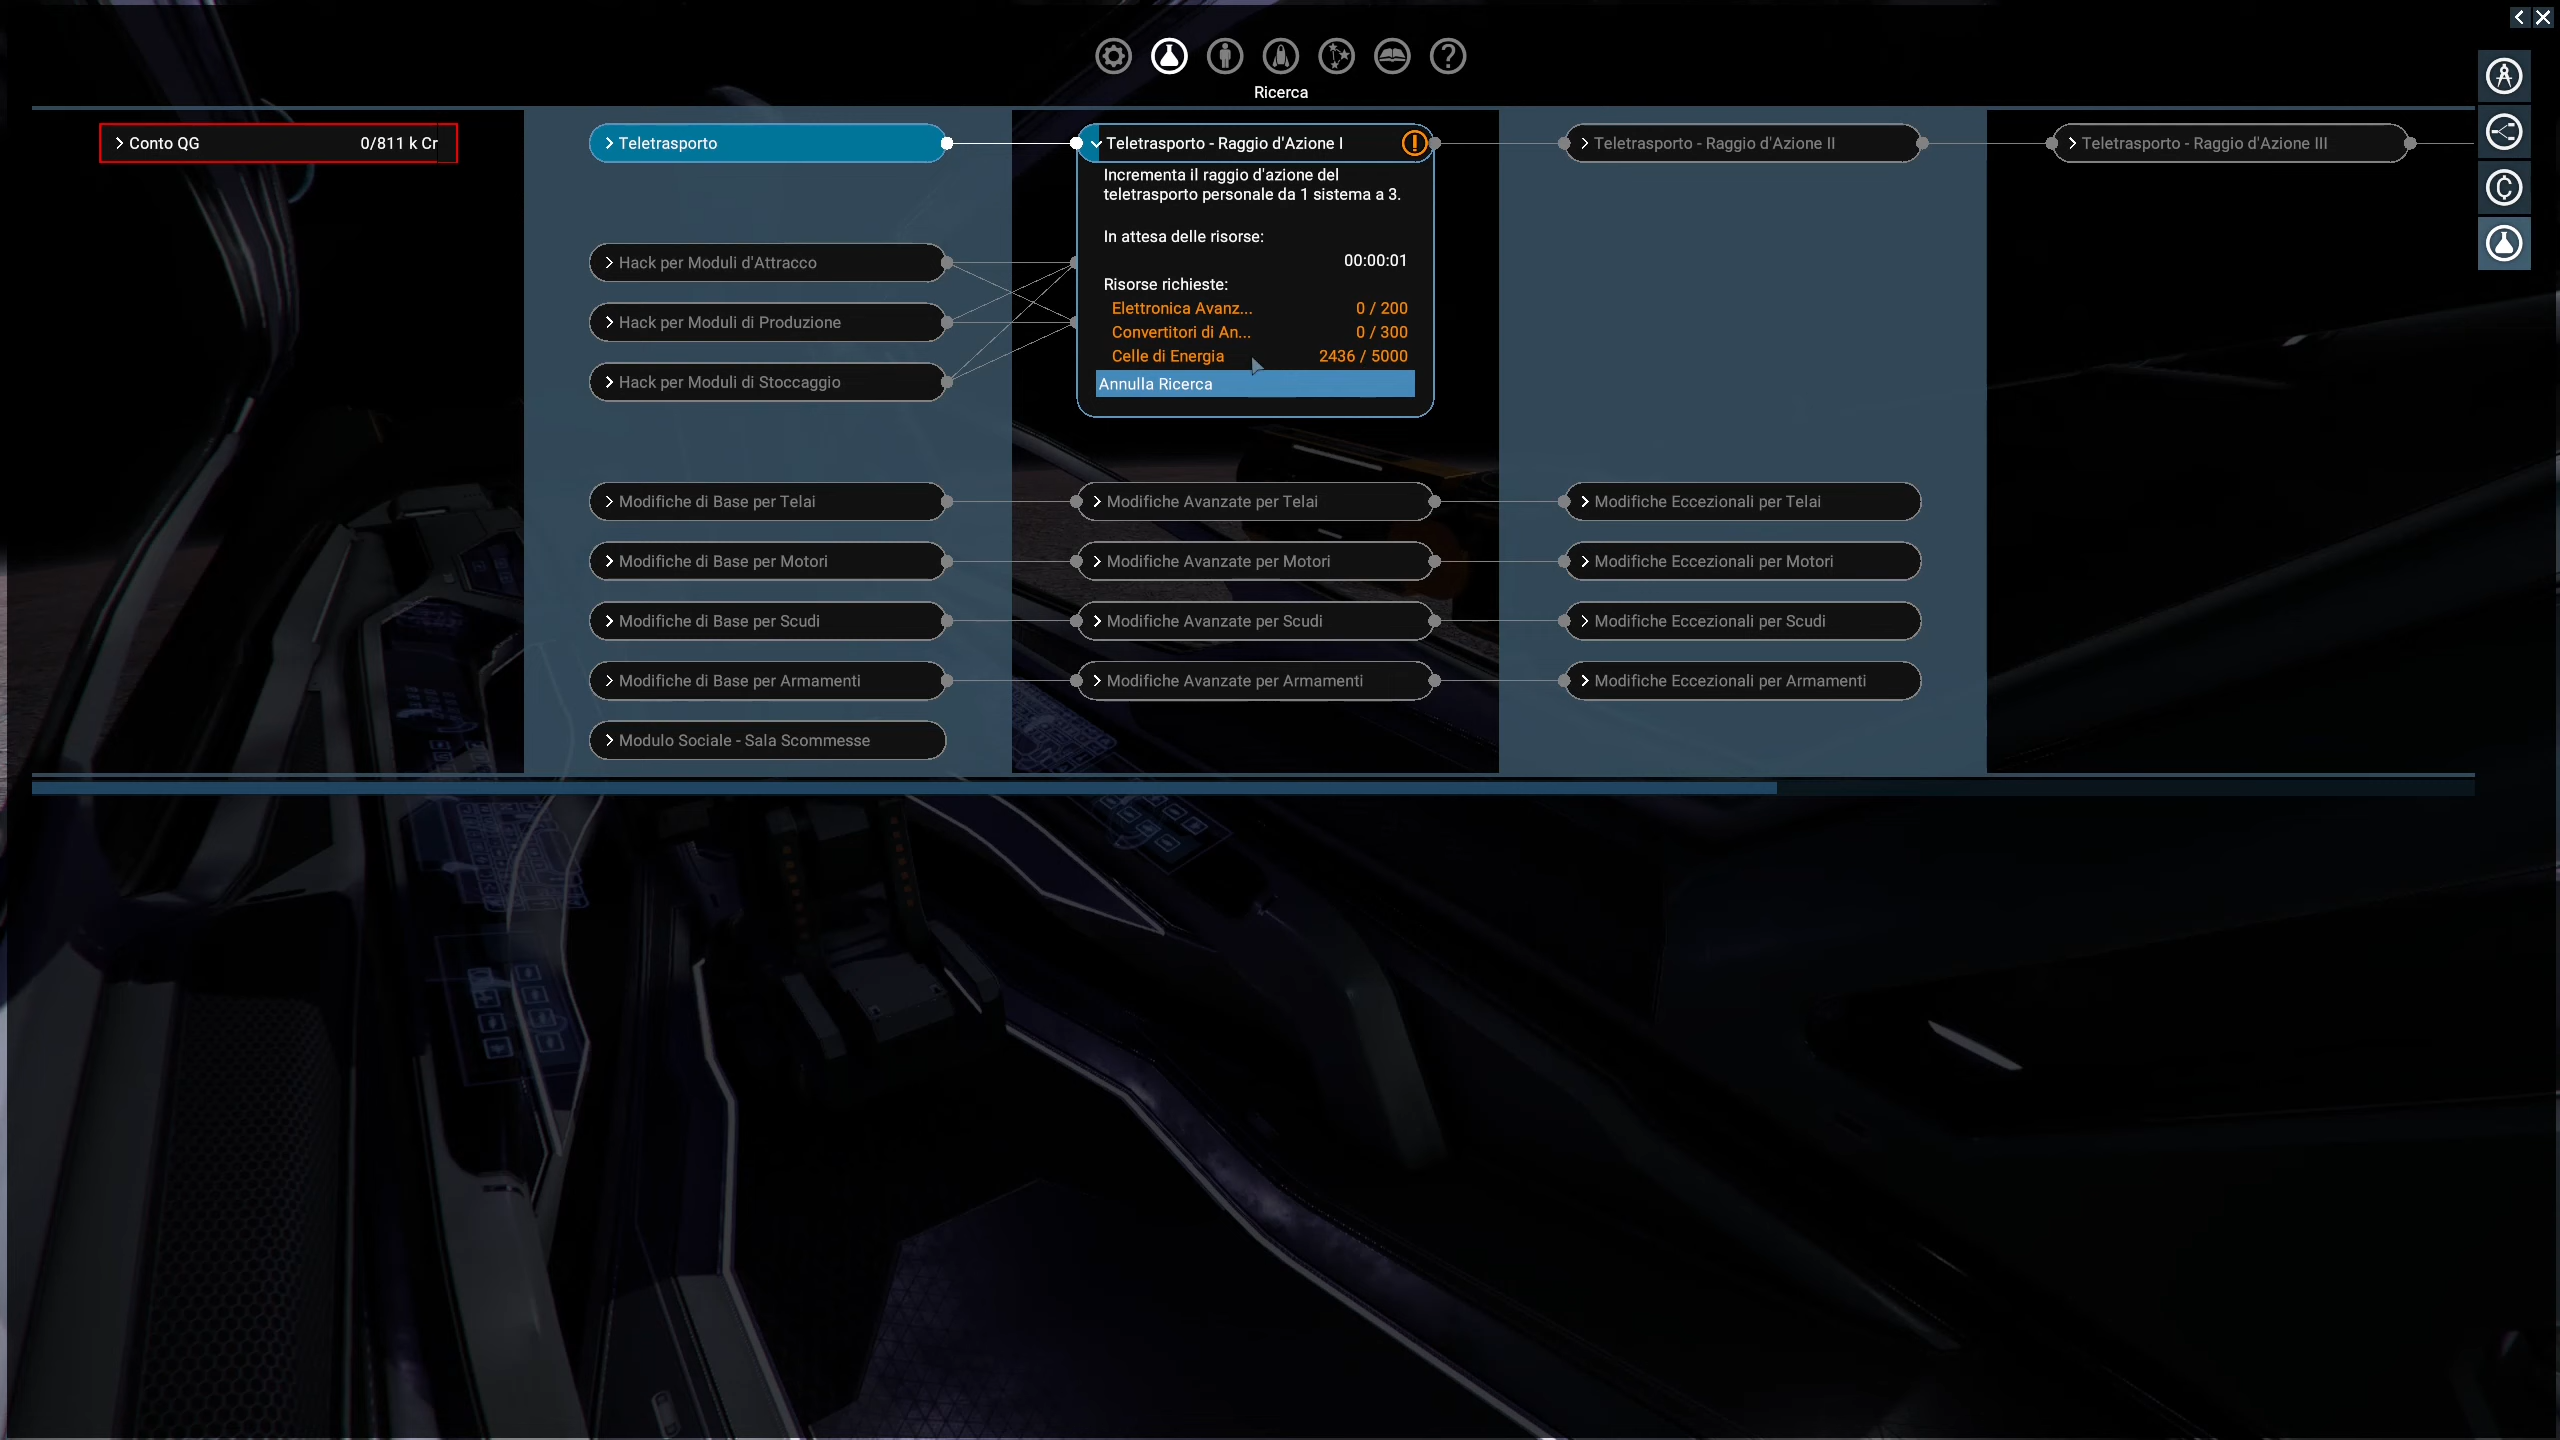 Ricerca
Conto QG 0/811 k Cr
Teletrasporto
Teletrasporto - Raggio d'Azione I
Teletrasporto - Raggio d'Azione II
Teletrasporto - Raggio d'Azione III
Incrementa il raggio d'azione del
teletrasporto personale da 1 sistema a 3.
In attesa delle risorse:
00:00:01
Risorse richieste:
Elettronica Avanz... 0 / 200
Convertitori di An... 0 / 300
Celle di Energia 2436 / 5000
Annulla Ricerca
Hack per Moduli d'Attracco
Hack per Moduli di Produzione
Hack per Moduli di Stoccaggio
Modifiche di Base per Telai
Modifiche Avanzate per Telai
Modifiche Eccezionali per Telai
Modifiche di Base per Motori
Modifiche Avanzate per Motori
Modifiche Eccezionali per Motori
Modifiche di Base per Scudi
Modifiche Avanzate per Scudi
Modifiche Eccezionali per Scudi
Modifiche di Base per Armamenti
Modifiche Avanzate per Armamenti
Modifiche Eccezionali per Armamenti
Modulo Sociale - Sala Scommesse